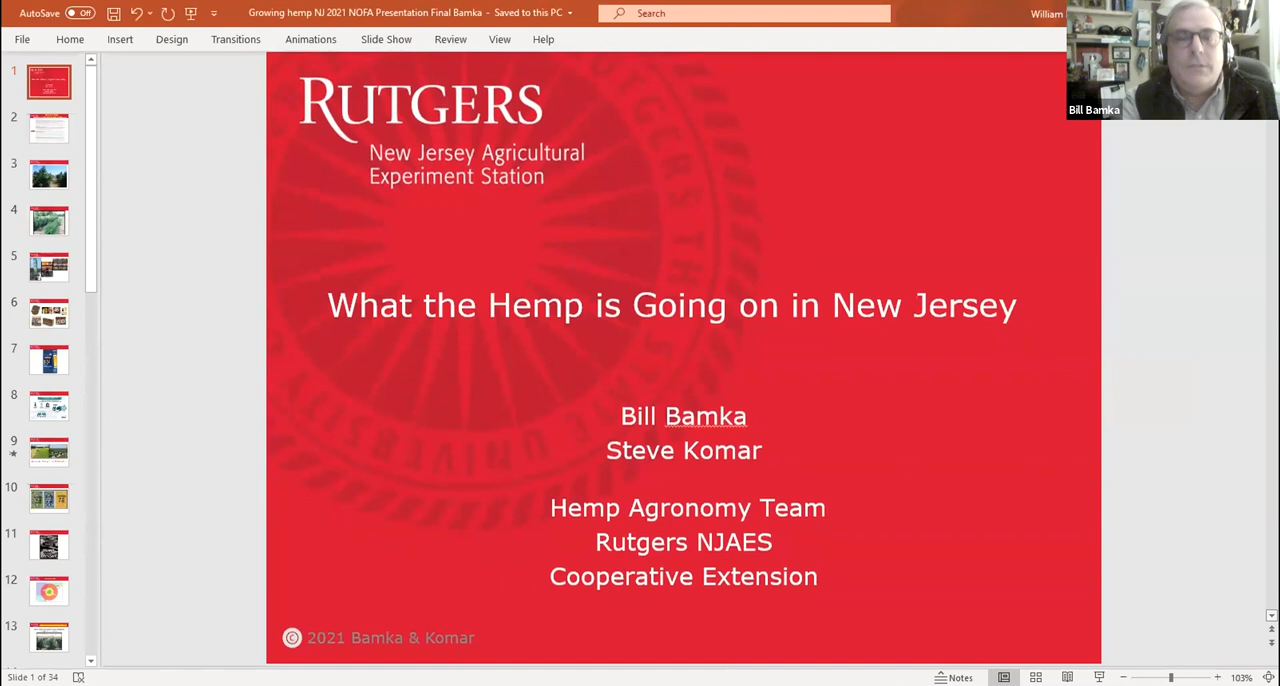 AutoSave Off Growing hemp NJ 2021 NOFA Presentation Final Bamka - Saved to this PC Search William
File Home Insert Design Transitions Animations Slide Show Review View Help
Bill Bamka
1
2
3
4
5
6
7
8
9
10
11
12
13
RUTGERS
New Jersey Agricultural
Experiment Station
What the Hemp is Going on in New Jersey
Bill Bamka
Steve Komar
Hemp Agronomy Team
Rutgers NJAES
Cooperative Extension
© 2021 Bamka & Komar
Slide 1 of 34 Notes 103%